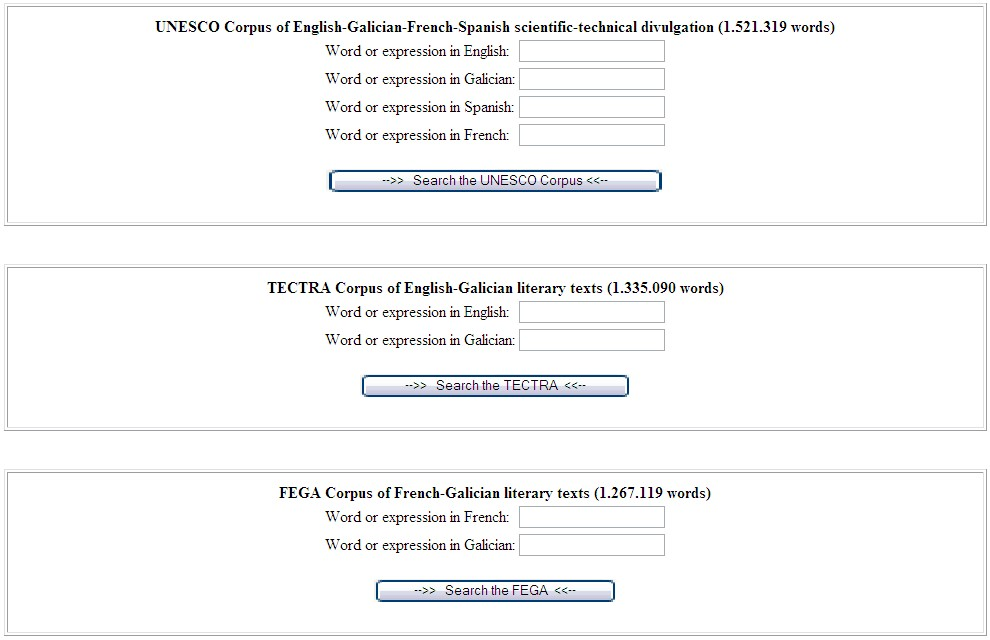 UNESCO Corpus of English-Galician-French-Spanish scientific-technical divulgation (1.521.319 words)
Word or expression in English:
Word or expression in Galician:
Word or expression in Spanish:
Word or expression in French:
-->> Search the UNESCO Corpus <<--
TECTRA Corpus of English-Galician literary texts (1.335.090 words)
Word or expression in English:
Word or expression in Galician:
-->> Search the TECTRA <<--
FEGA Corpus of French-Galician literary texts (1.267.119 words)
Word or expression in French:
Word or expression in Galician:
-->> Search the FEGA <<--